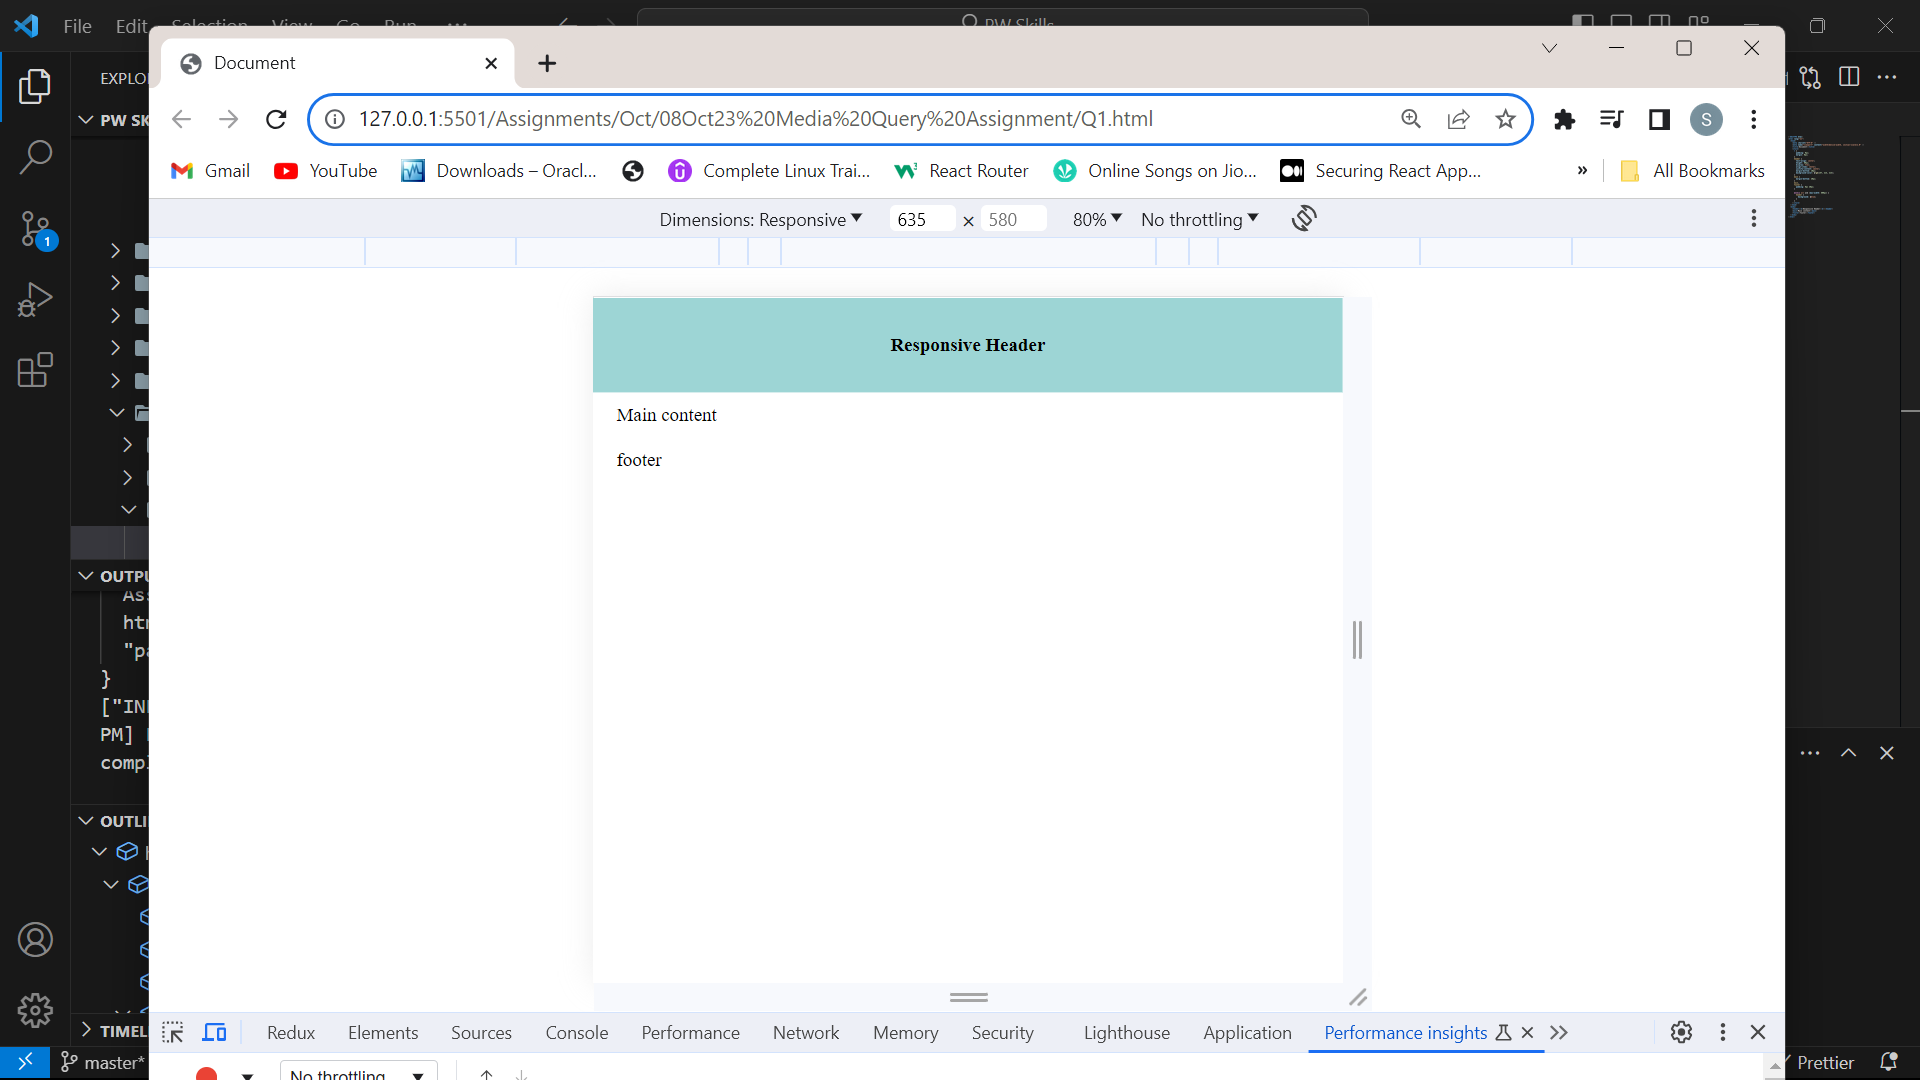 File Edit Selection View Go Run ... PW Skills
Document
EXPLO
PW SK
127.0.0.1:5501/Assignments/Oct/08Oct23%20Media%20Query%20Assignment/Q1.html
S
Gmail YouTube Downloads – Oracl... Complete Linux Trai... React Router Online Songs on Jio... Securing React App... » All Bookmarks
Dimensions: Responsive 635 × 580 80% No throttling
1
Responsive Header
Main content
footer
OUTPU
Ass
htm
"pa
}
["INF
PM]
comp
OUTLI
TIMEL
Redux Elements Sources Console Performance Network Memory Security Lighthouse Application Performance insights
master* No throttling Prettier